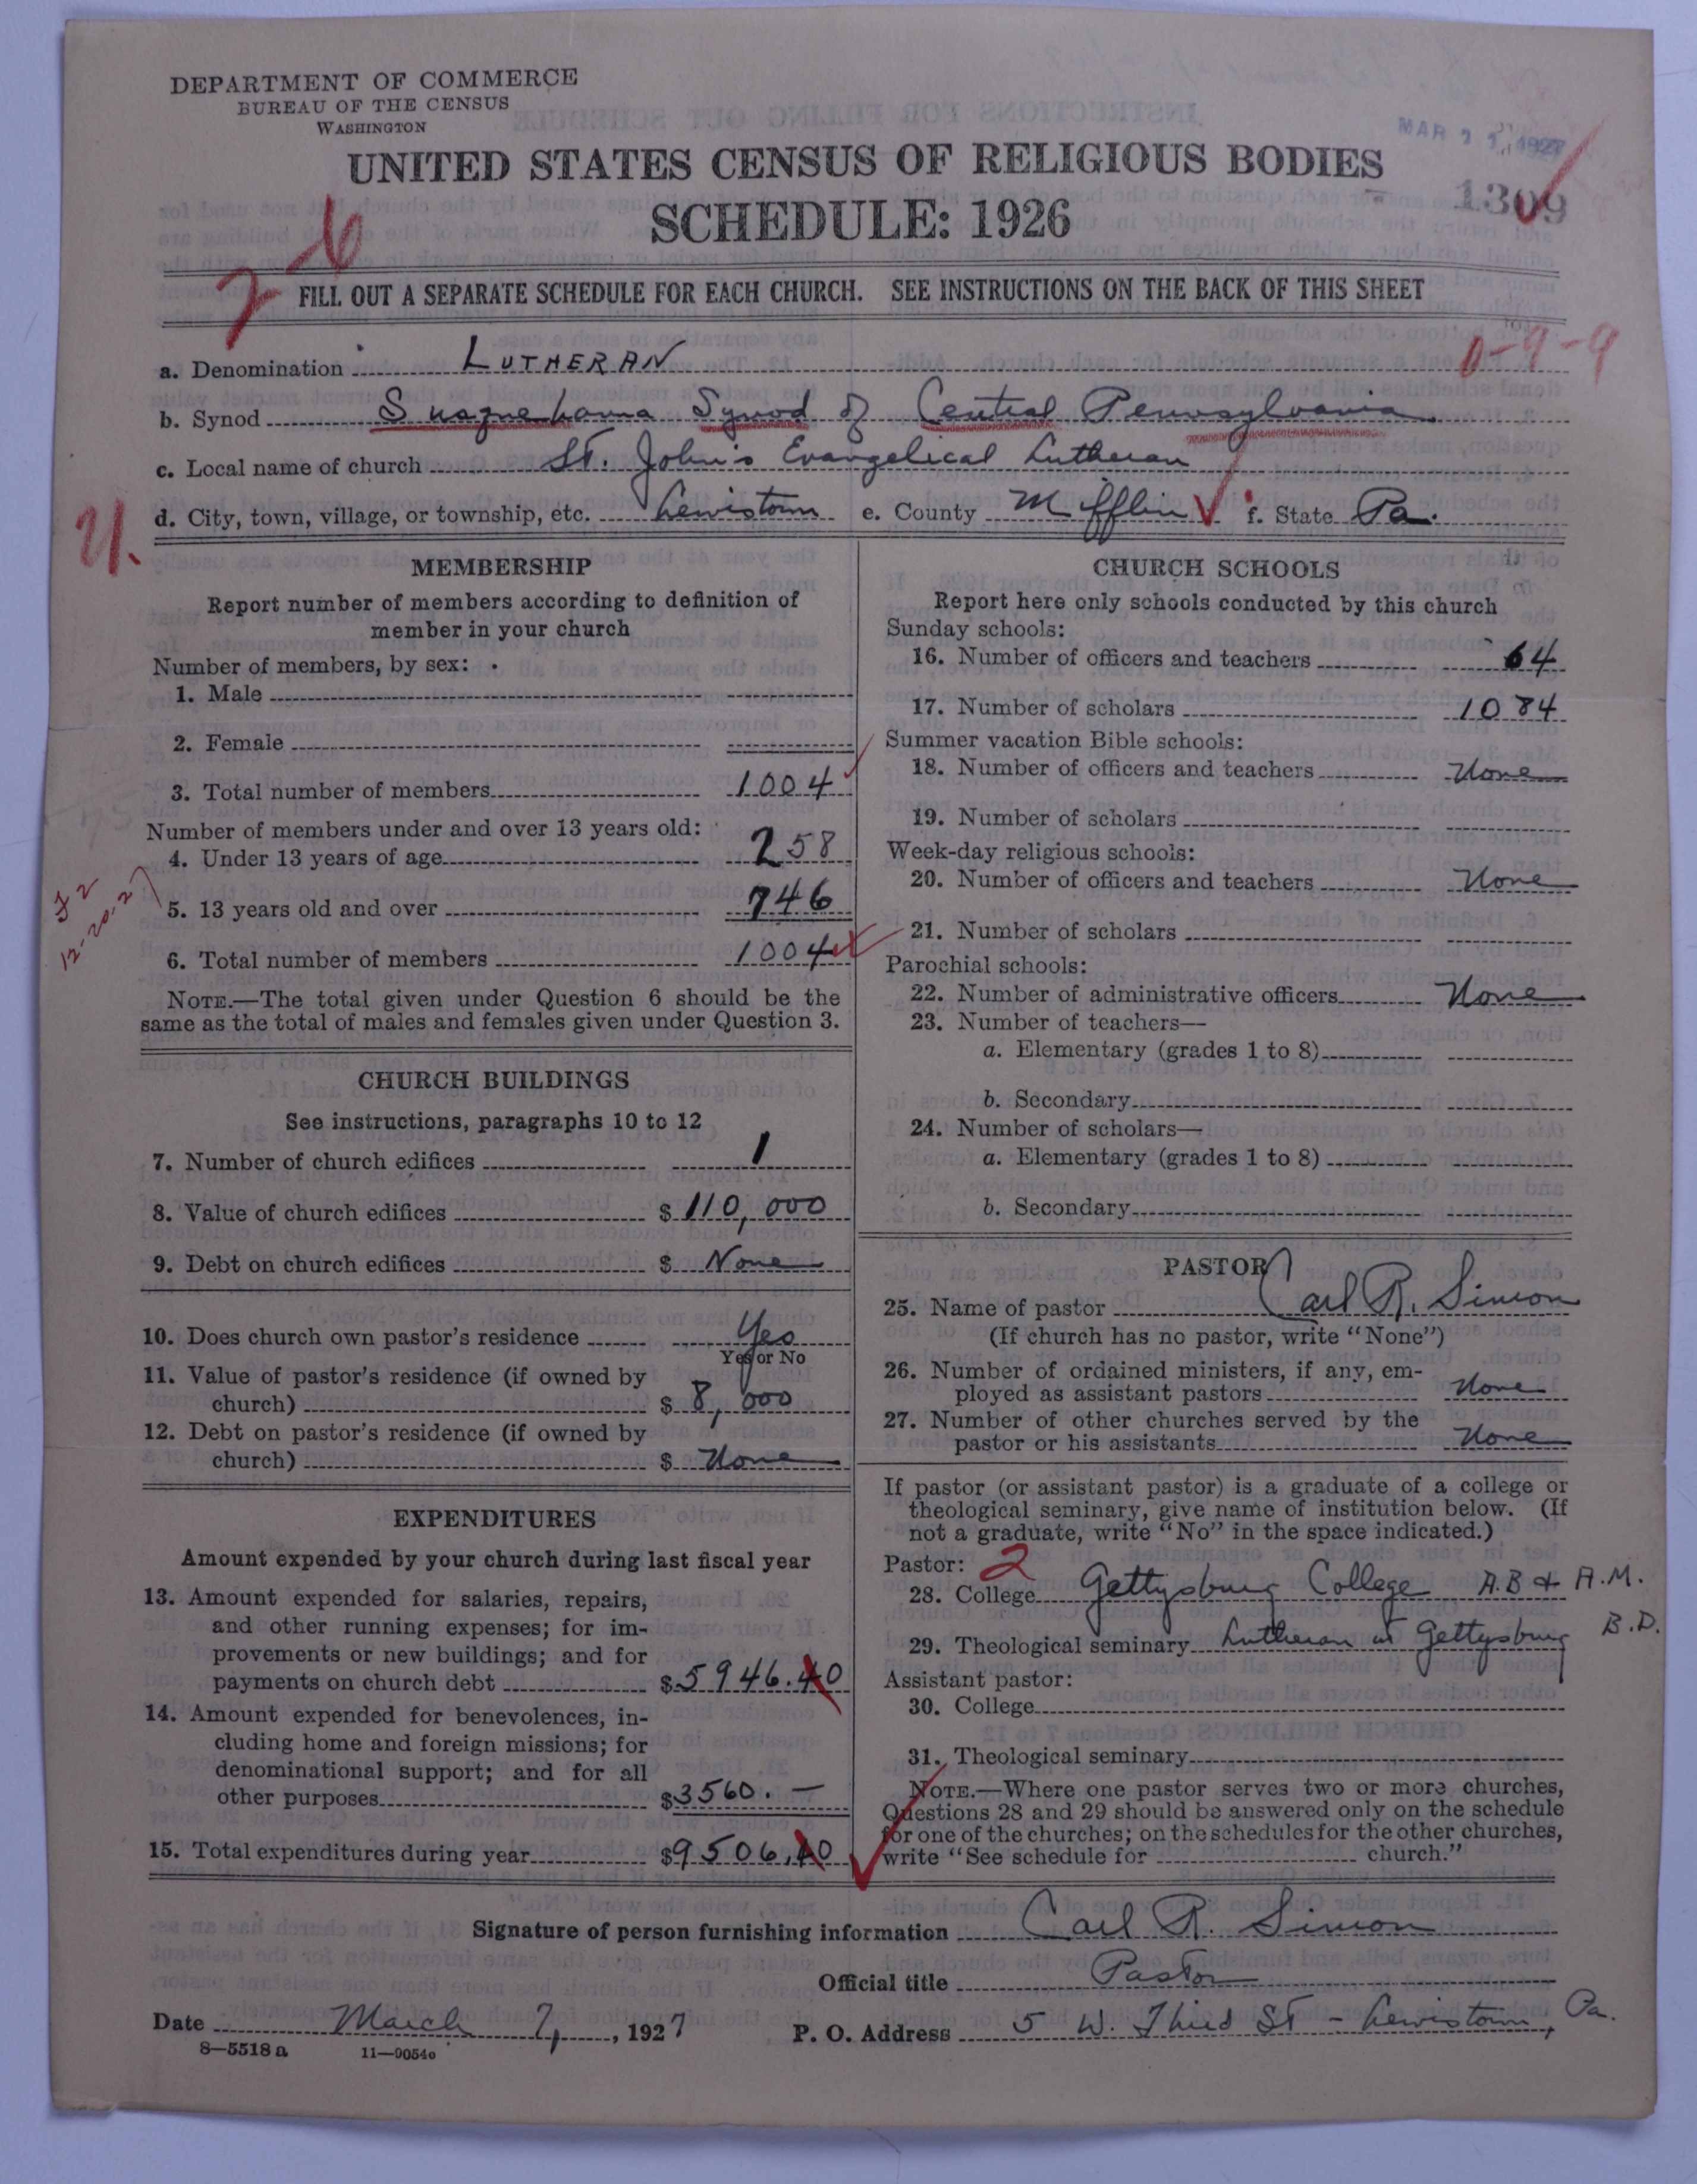 DEPARTMENT OF COMMERCE
BUREAU OF THE CENSUS
WASHINGTON
MAR 21 1927
UNITED STATES CENSUS OF RELIGIOUS BODIES
1309
SCHEDULE: 1926
2 6
FILL OUT A SEPARATE SCHEDULE FOR EACH CHURCH. SEE INSTRUCTIONS ON THE BACK OF THIS SHEET
0-9-9
a. Denomination LUTHERAN
b. Synod Susquehanna Synod of Central Pennsylvania
c. Local name of church St. John's Evangelical Lutheran
d. City, town, village, or township, etc. Lewistown e. County Mifflin f. State Pa.
MEMBERSHIP
Report number of members according to definition of
member in your church
Number of members, by sex:
1. Male
2. Female
3. Total number of members 1004
Number of members under and over 13 years old:
4. Under 13 years of age 258
5. 13 years old and over 746
12-20-27
6. Total number of members 1004
NOTE.—The total given under Question 6 should be the
same as the total of males and females given under Question 3.
CHURCH BUILDINGS
See instructions, paragraphs 10 to 12
7. Number of church edifices 1
8. Value of church edifices $ 110,000
9. Debt on church edifices $ None
10. Does church own pastor's residence Yes
Yes or No
11. Value of pastor's residence (if owned by
church) $ 8,000
12. Debt on pastor's residence (if owned by
church) $ None
EXPENDITURES
Amount expended by your church during last fiscal year
13. Amount expended for salaries, repairs,
and other running expenses; for im-
provements or new buildings; and for
payments on church debt $ 5946.40
14. Amount expended for benevolences, in-
cluding home and foreign missions; for
denominational support; and for all
other purposes $ 3560. —
15. Total expenditures during year $ 9506.40
CHURCH SCHOOLS
Report here only schools conducted by this church
Sunday schools:
16. Number of officers and teachers 64
17. Number of scholars 1084
Summer vacation Bible schools:
18. Number of officers and teachers None
19. Number of scholars
Week-day religious schools:
20. Number of officers and teachers None
21. Number of scholars
Parochial schools:
22. Number of administrative officers None
23. Number of teachers—
a. Elementary (grades 1 to 8)
b. Secondary
24. Number of scholars—
a. Elementary (grades 1 to 8)
b. Secondary
PASTOR
25. Name of pastor Carl R. Simon
(If church has no pastor, write "None")
26. Number of ordained ministers, if any, em-
ployed as assistant pastors None
27. Number of other churches served by the
pastor or his assistants None
If pastor (or assistant pastor) is a graduate of a college or
theological seminary, give name of institution below. (If
not a graduate, write "No" in the space indicated.)
Pastor: 2
28. College Gettysburg College A.B & A.M.
29. Theological seminary Lutheran at Gettysburg B.D.
Assistant pastor:
30. College
31. Theological seminary
NOTE.—Where one pastor serves two or more churches,
Questions 28 and 29 should be answered only on the schedule
for one of the churches; on the schedules for the other churches,
write "See schedule for church."
Signature of person furnishing information Carl R. Simon
Official title Pastor
Date March 7, 1927 P. O. Address 5 W. Third St - Lewistown, Pa.
8—5518 a 11—9054o